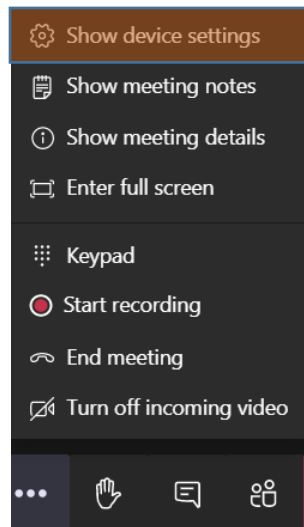 Show device settings
Show meeting notes
Show meeting details
Enter full screen
Keypad
Start recording
End meeting
Turn off incoming video